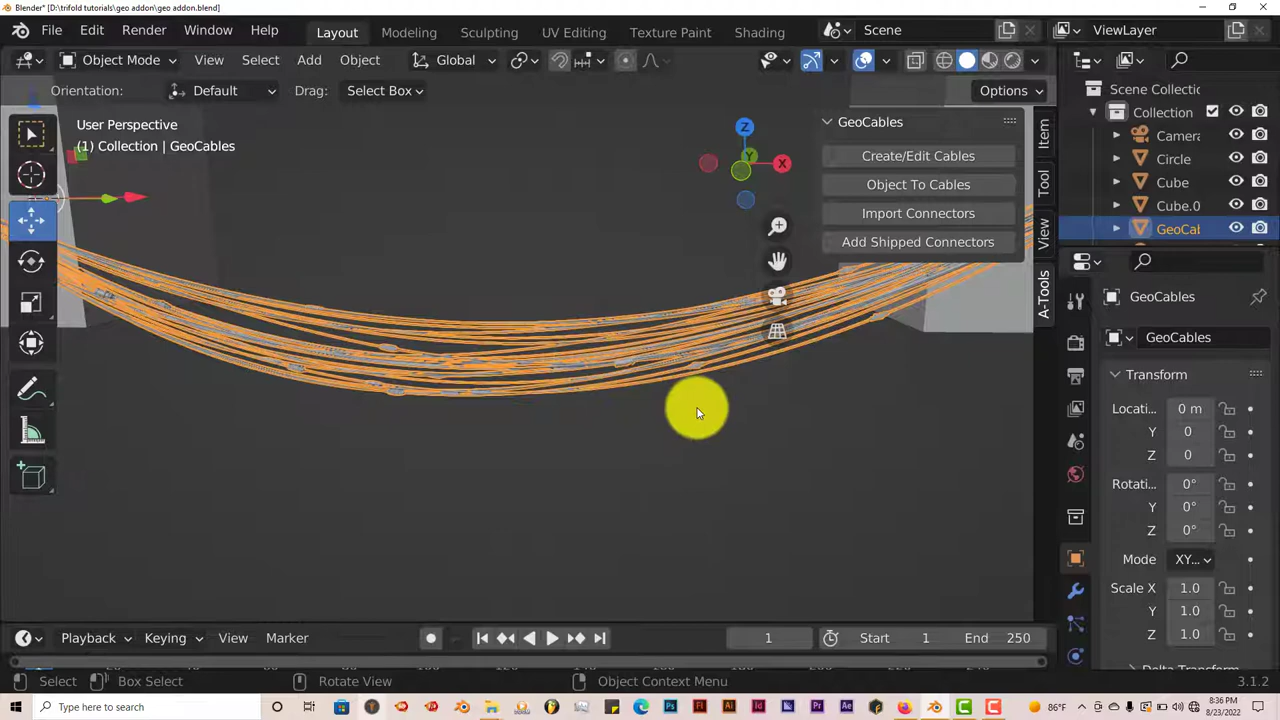 Blender* [D:\trifold tutorials\geo addon\geo addon.blend]
File Edit Render Window Help Layout Modeling Sculpting UV Editing Texture Paint Shading Scene ViewLayer
Object Mode View Select Add Object Global
Orientation: Default Drag: Select Box Options
User Perspective
(1) Collection | GeoCables
Z
Y
X
GeoCables
Create/Edit Cables
Object To Cables
Import Connectors
Add Shipped Connectors
Item
Tool
View
A-Tools
Scene Collectic
Collection
Camera
Circle
Cube
Cube.0
GeoCal
GeoCables
GeoCables
Transform
Locati... 0 m
Y 0
Z 0
Rotati... 0°
Y 0°
Z 0°
Mode XY...
Scale X 1.0
Y 1.0
Z 1.0
Delta Transform
Playback Keying View Marker 1 Start 1 End 250
Select Box Select Rotate View Object Context Menu 3.1.2
Type here to search
86°F
8:36 PM
8/23/2022